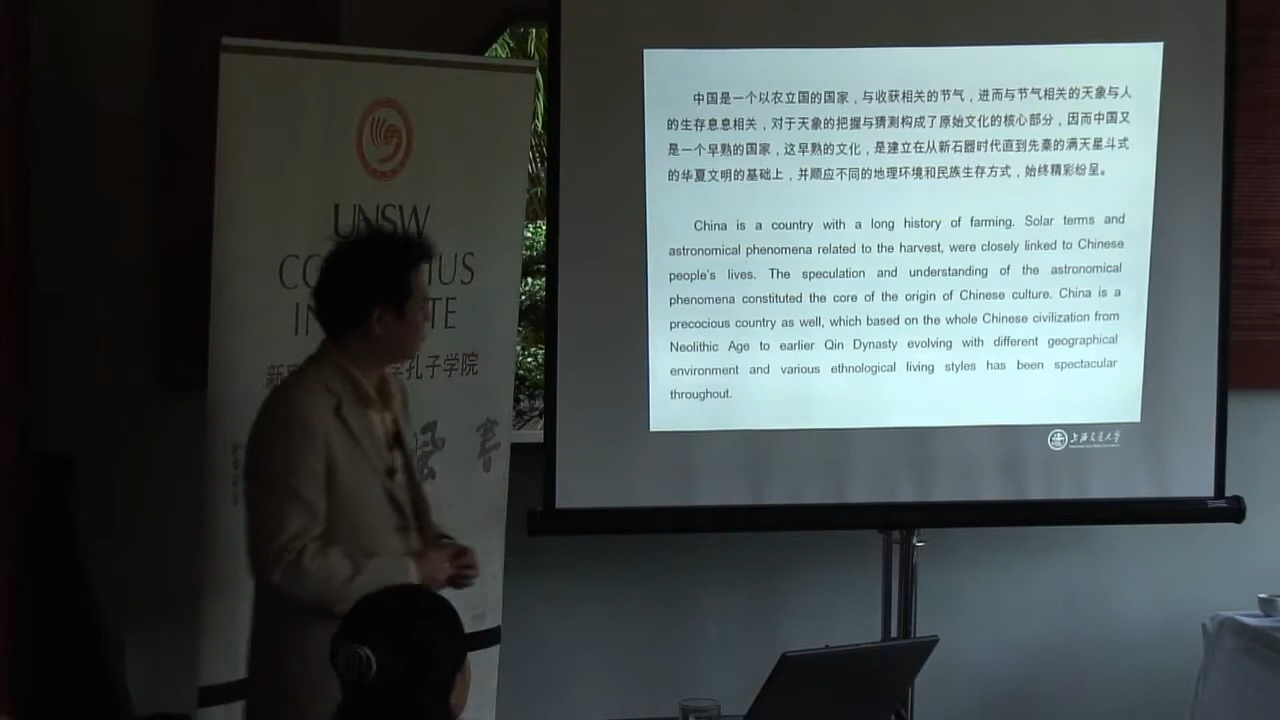 UNSW
CO
IUS
IN
TE
学孔子学院
中国是一个以农立国的国家，与收获相关的节气，进而与节气相关的天象与人
的生存息息相关，对于天象的把握与猜测构成了原始文化的核心部分，因而中国又
是一个早熟的国家，这早熟的文化，是建立在从新石器时代直到先秦的满天星斗式
的华夏文明的基础上，并顺应不同的地理环境和民族生存方式，始终精彩纷呈。
China is a country with a long history of farming. Solar terms and
astronomical phenomena related to the harvest, were closely linked to Chinese
people's lives. The speculation and understanding of the astronomical
phenomena constituted the core of the origin of Chinese culture. China is a
precocious country as well, which based on the whole Chinese civilization from
Neolithic Age to earlier Qin Dynasty evolving with different geographical
environment and various ethnological living styles has been spectacular
throughout.
上海交通大学